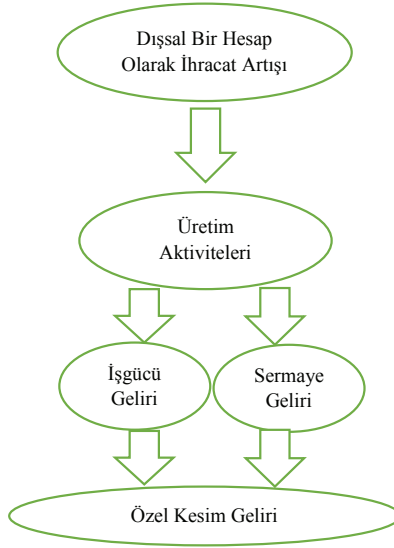 Dışsal Bir Hesap
Olarak İhracat Artışı
Üretim
Aktiviteleri
İşgücü
Geliri
Sermaye
Geliri
Özel Kesim Geliri